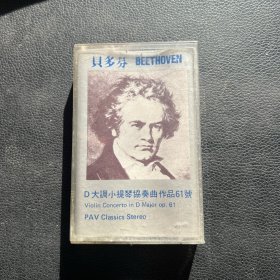 貝多芬 BEETHOVEN
D大調小提琴協奏曲作品61號
Violin Concerto in D Major op. 61
PAV Classics Stereo